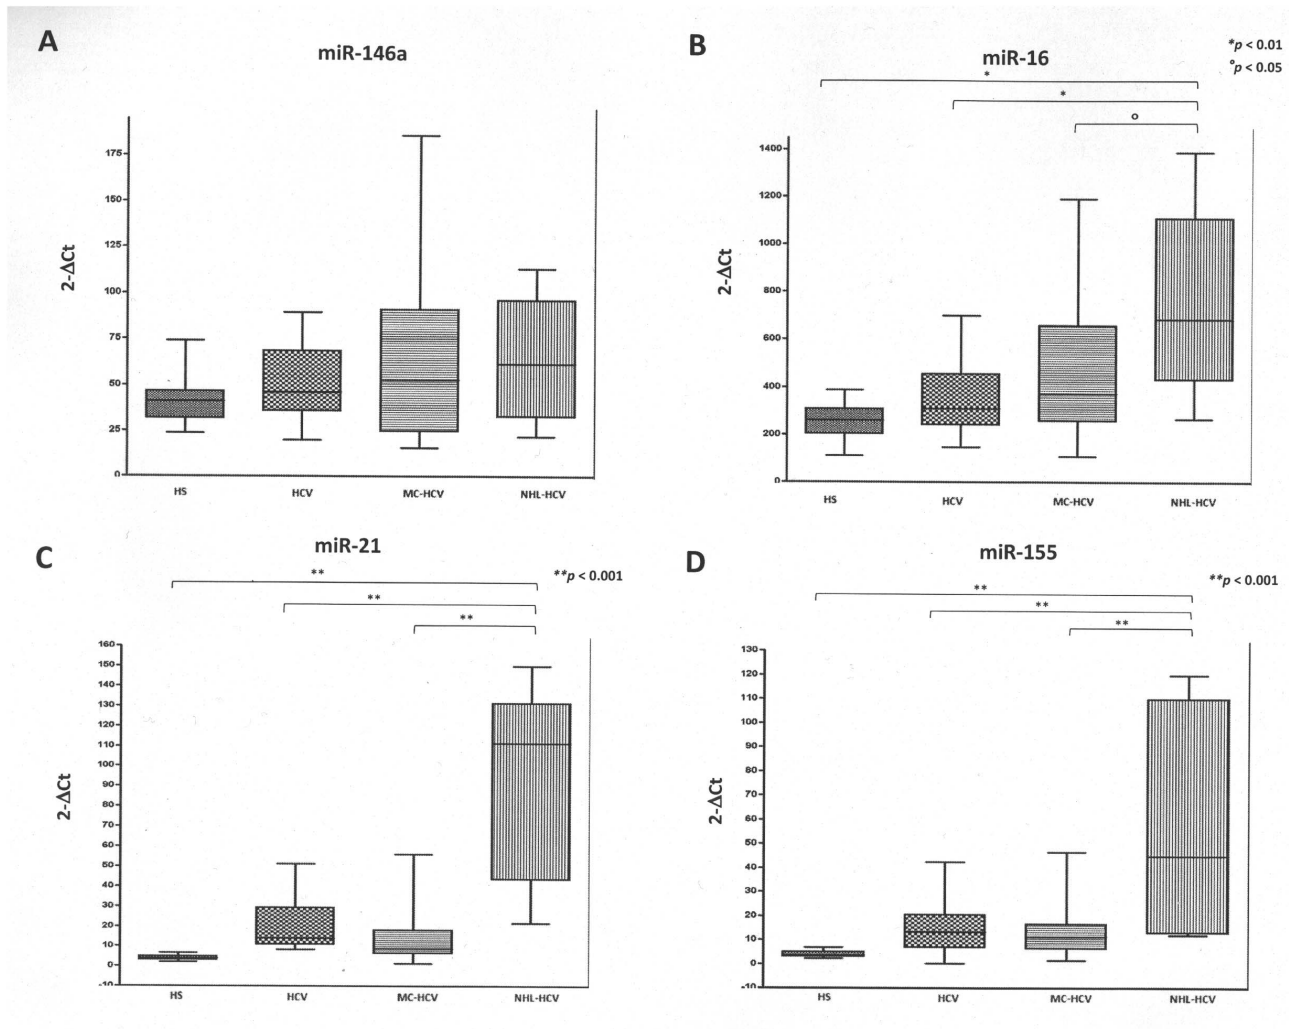 A
miR-146a
2-ΔCt
175
150
125
100
75
50
25
0
HS
HCV
MC-HCV
NHL-HCV
B
miR-16
*p < 0.01
°p < 0.05
*
*
°
2-ΔCt
1400
1200
1000
800
600
400
200
0
HS
HCV
MC-HCV
NHL-HCV
C
miR-21
**p < 0.001
**
**
**
2-ΔCt
160
150
140
130
120
110
100
90
80
70
60
50
40
30
20
10
0
-10
HS
HCV
MC-HCV
NHL-HCV
D
miR-155
**p < 0.001
**
**
**
2-ΔCt
130
120
110
100
90
80
70
60
50
40
30
20
10
0
-10
HS
HCV
MC-HCV
NHL-HCV